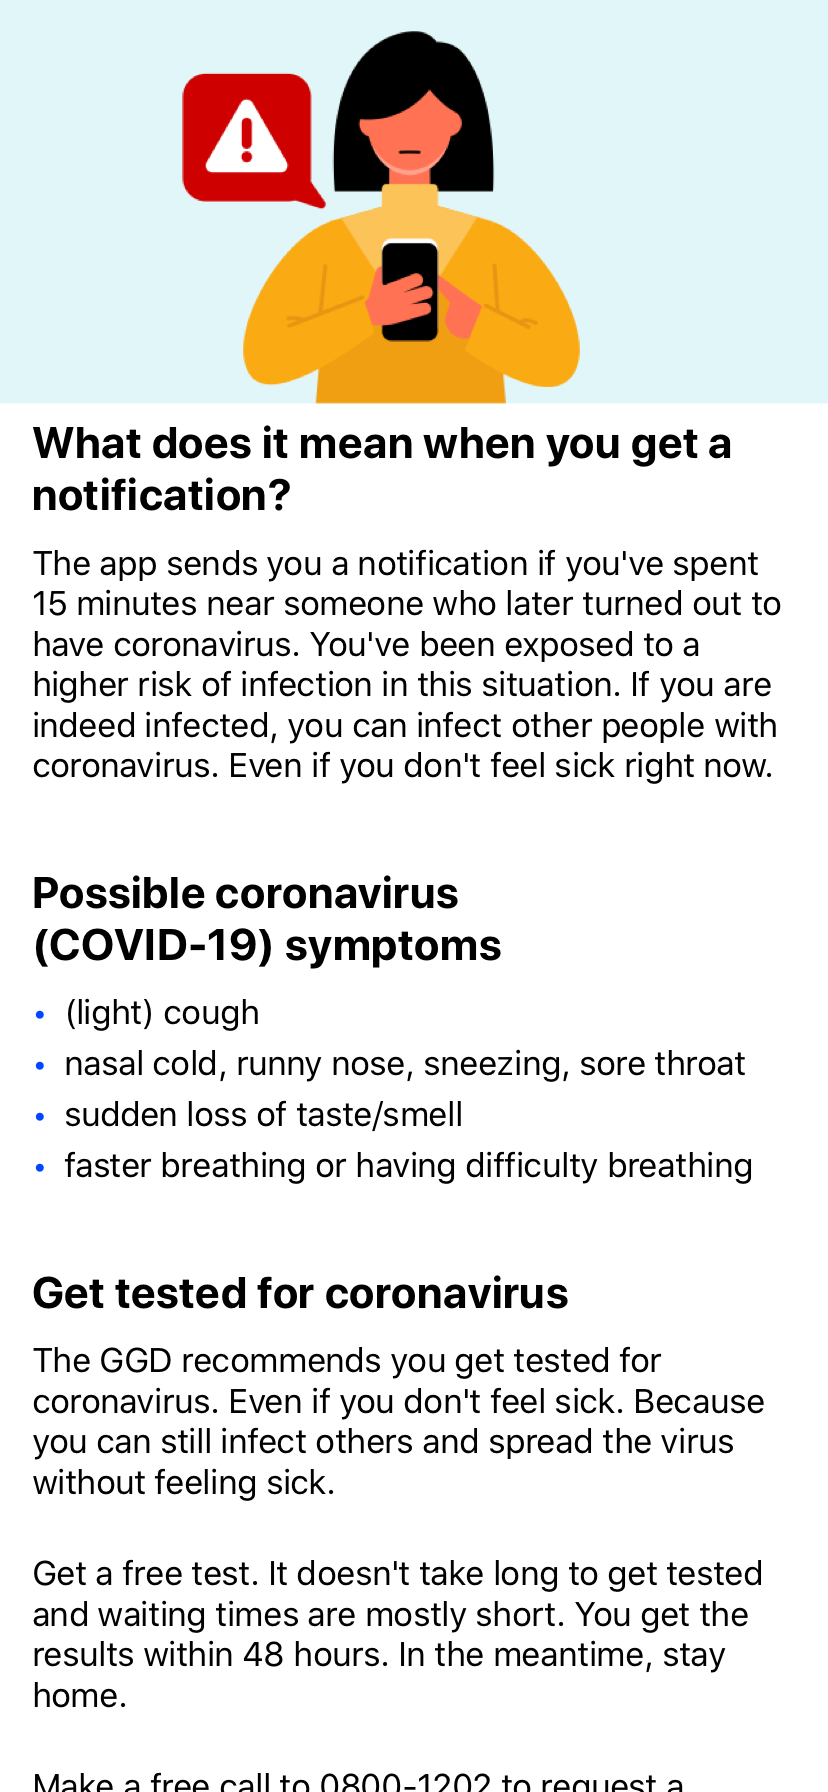 What does it mean when you get a
notification?
The app sends you a notification if you've spent
15 minutes near someone who later turned out to
have coronavirus. You've been exposed to a
higher risk of infection in this situation. If you are
indeed infected, you can infect other people with
coronavirus. Even if you don't feel sick right now.
Possible coronavirus
(COVID-19) symptoms
• (light) cough
• nasal cold, runny nose, sneezing, sore throat
• sudden loss of taste/smell
• faster breathing or having difficulty breathing
Get tested for coronavirus
The GGD recommends you get tested for
coronavirus. Even if you don't feel sick. Because
you can still infect others and spread the virus
without feeling sick.
Get a free test. It doesn't take long to get tested
and waiting times are mostly short. You get the
results within 48 hours. In the meantime, stay
home.
Make a free call to 0800-1202 to request a